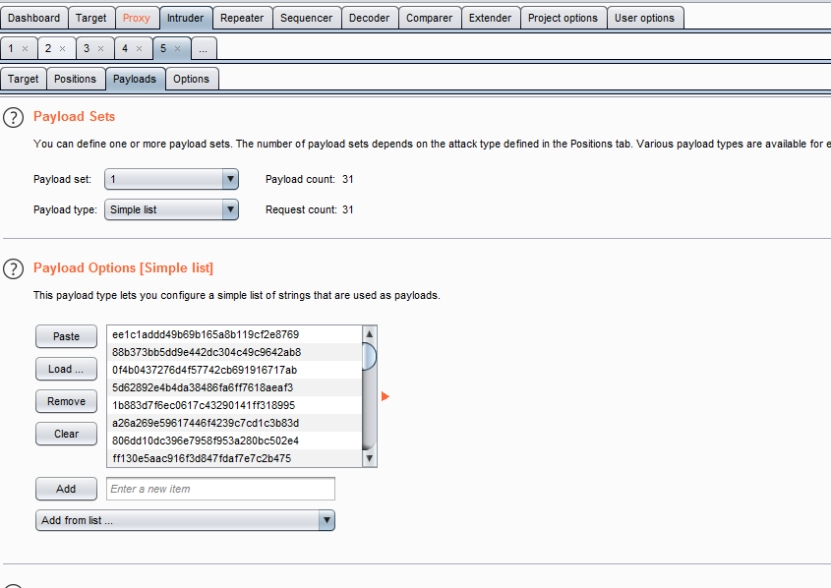 Dashboard Target Proxy Intruder Repeater Sequencer Decoder Comparer Extender Project options User options
1 × 2 × 3 × 4 × 5 × ...
Target Positions Payloads Options
? Payload Sets
You can define one or more payload sets. The number of payload sets depends on the attack type defined in the Positions tab. Various payload types are available for e
Payload set: 1 Payload count: 31
Payload type: Simple list Request count: 31
? Payload Options [Simple list]
This payload type lets you configure a simple list of strings that are used as payloads.
Paste ee1c1addd49b69b165a8b119cf2e8769
88b373bb5dd9e442dc304c49c9642ab8
Load ... 0f4b0437276d4f57742cb691916717ab
5d62892e4b4da38486fa6ff7618aeaf3
Remove 1b883d7f6ec0617c43290141ff318995
a26a269e59617446f4239c7cd1c3b83d
Clear 806dd10dc396e7958f953a280bc502e4
ff130e5aac916f3d847fdaf7e7c2b475
Add Enter a new item
Add from list ...